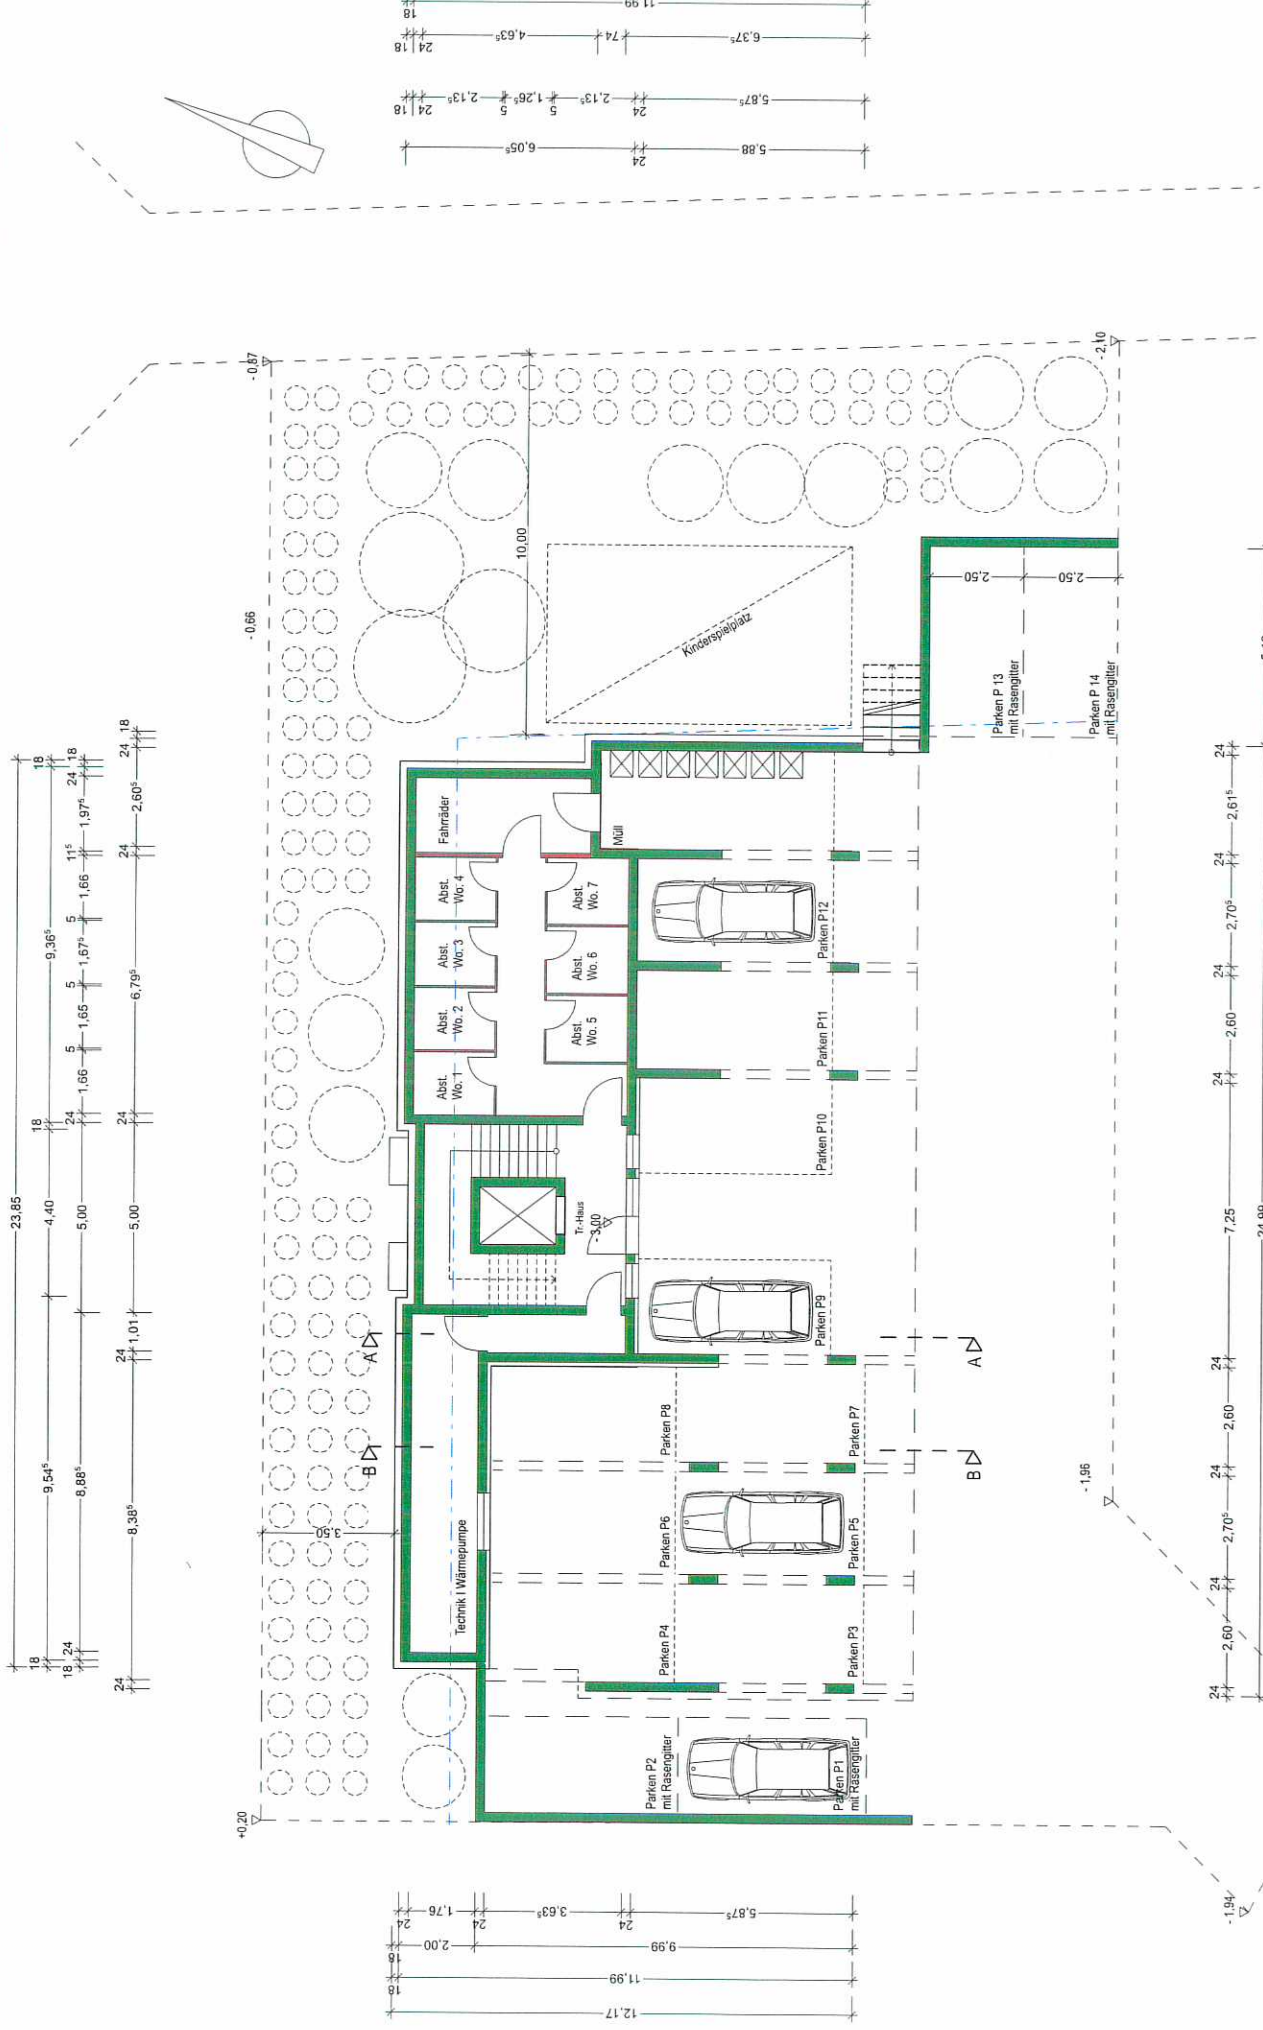 11,99
18
6,37⁵
74
4,63⁵
24
18
5,87⁵
24
2,13⁵
5
1,26⁵
5
2,13⁵
24
18
5,88
24
6,05⁵
- 0,87
- 2,10
- 0,66
10,00
Kinderspielplatz
2,50
2,50
Parken P 13
mit Rasengitter
Parken P 14
mit Rasengitter
23,85
18
9,54⁵
4,40
18
9,36⁵
18
18
24
8,88⁵
5,00
24
1,66
5
1,65
5
1,67⁵
5
1,66
11⁵
1,97⁵
24
18
24
8,38⁵
24
1,01
5,00
24
6,79⁵
24
2,60⁵
24
18
Fahrräder
Müll
Abst.
Wo. 4
Abst.
Wo. 3
Abst.
Wo. 2
Abst.
Wo. 1
Abst.
Wo. 7
Abst.
Wo. 6
Abst.
Wo. 5
Tr.-Haus
- 3,00
Technik I Wärmepumpe
Parken P12
Parken P11
Parken P10
Parken P9
Parken P8
Parken P7
Parken P6
Parken P5
Parken P4
Parken P3
Parken P2
mit Rasengitter
Parken P1
mit Rasengitter
A
A
B
B
3,50
+0,20
- 1,96
- 1,94
24
2,60
24
2,70⁵
24
2,60
24
7,25
24
2,60
24
2,70⁵
24
2,61⁵
24
24,99
5,87⁵
24
3,63⁵
24
1,76
24
9,99
2,00
18
11,99
18
12,17